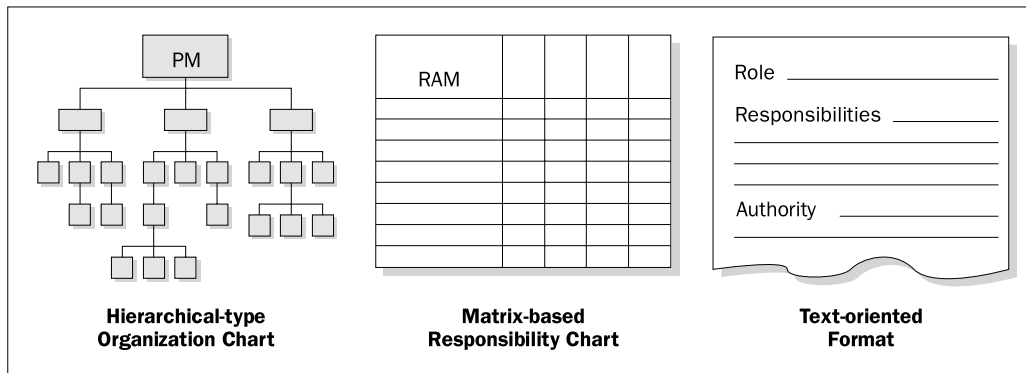 PM
Hierarchical-type
Organization Chart
RAM
Matrix-based
Responsibility Chart
Role
Responsibilities
Authority
Text-oriented
Format